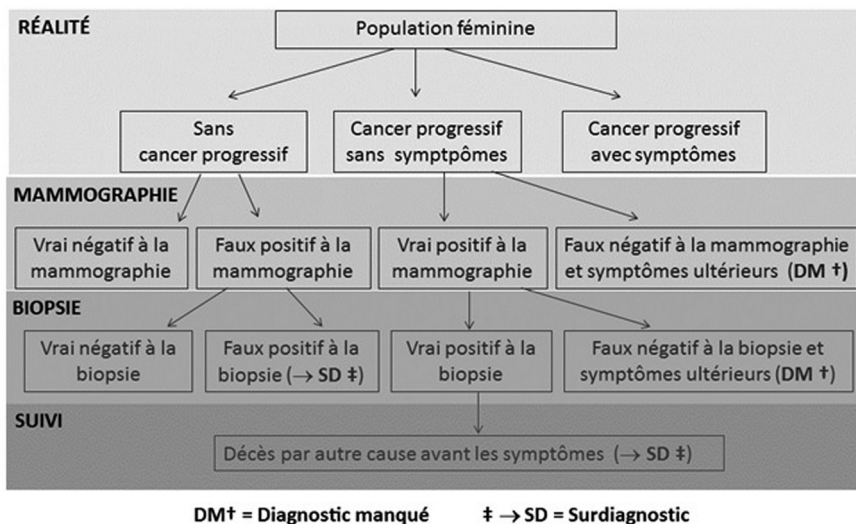 RÉALITÉ
Population féminine
Sans
cancer progressif
Cancer progressif
sans symptpômes
Cancer progressif
avec symptômes
MAMMOGRAPHIE
Vrai négatif à la
mammographie
Faux positif à la
mammographie
Vrai positif à la
mammographie
Faux négatif à la mammographie
et symptômes ultérieurs (DM †)
BIOPSIE
Vrai négatif à la
biopsie
Faux positif à la
biopsie (→ SD ‡)
Vrai positif à la
biopsie
Faux négatif à la biopsie et
symptômes ultérieurs (DM †)
SUIVI
Décès par autre cause avant les symptômes (→ SD ‡)
DM† = Diagnostic manqué ‡ → SD = Surdiagnostic